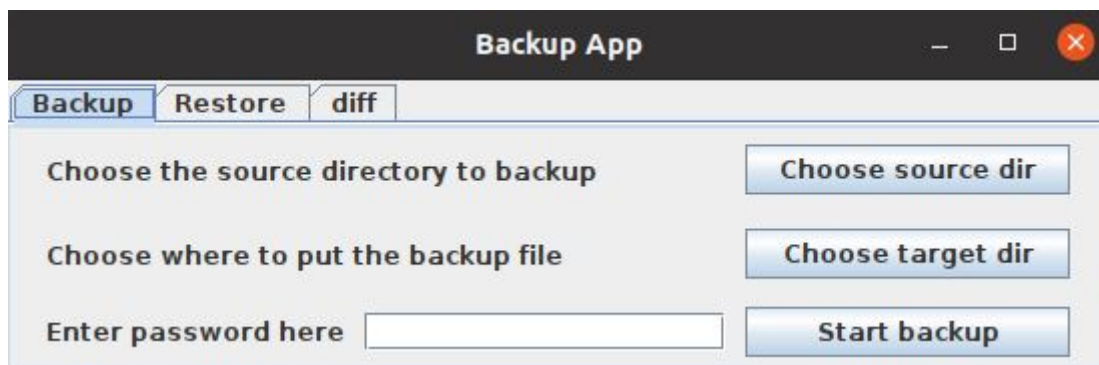 Backup App
Backup Restore diff
Choose the source directory to backup Choose source dir
Choose where to put the backup file Choose target dir
Enter password here Start backup